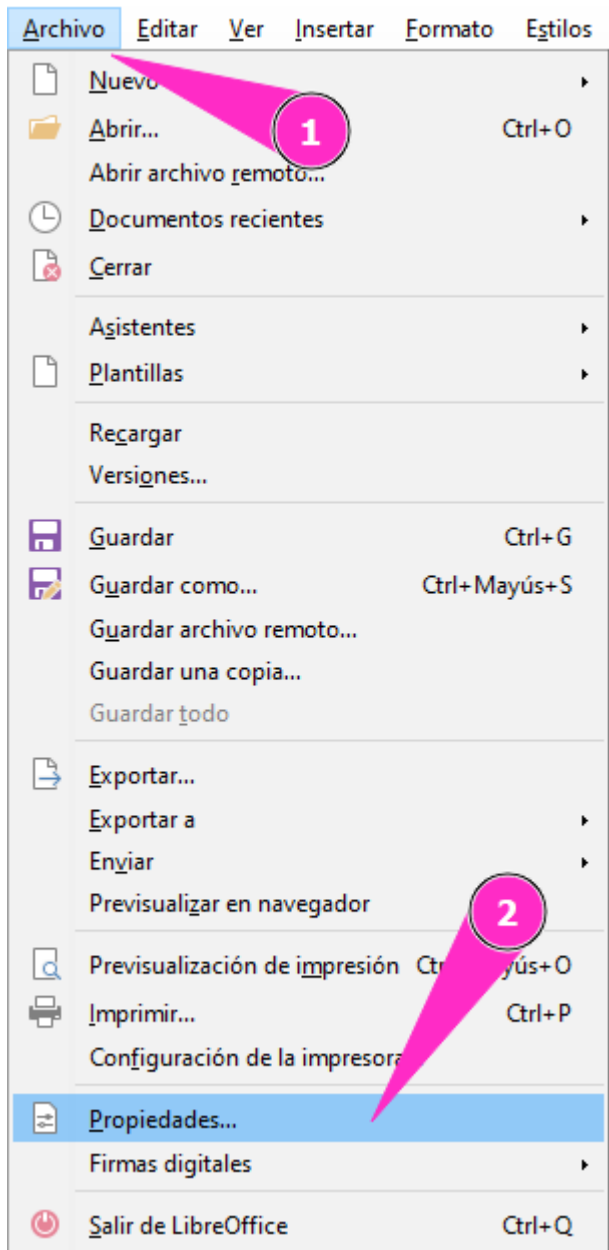 Archivo Editar Ver Insertar Formato Estilos
Nuevo
1
Abrir... Ctrl+O
Abrir archivo remoto...
Documentos recientes
Cerrar
Asistentes
Plantillas
Recargar
Versiones...
Guardar Ctrl+G
Guardar como... Ctrl+Mayús+S
Guardar archivo remoto...
Guardar una copia...
Guardar todo
Exportar...
Exportar a
Enviar
Previsualizar en navegador
2
Previsualización de impresión
Imprimir... Ctrl+P
Configuración de la impresora
Propiedades...
Firmas digitales
Salir de LibreOffice Ctrl+Q